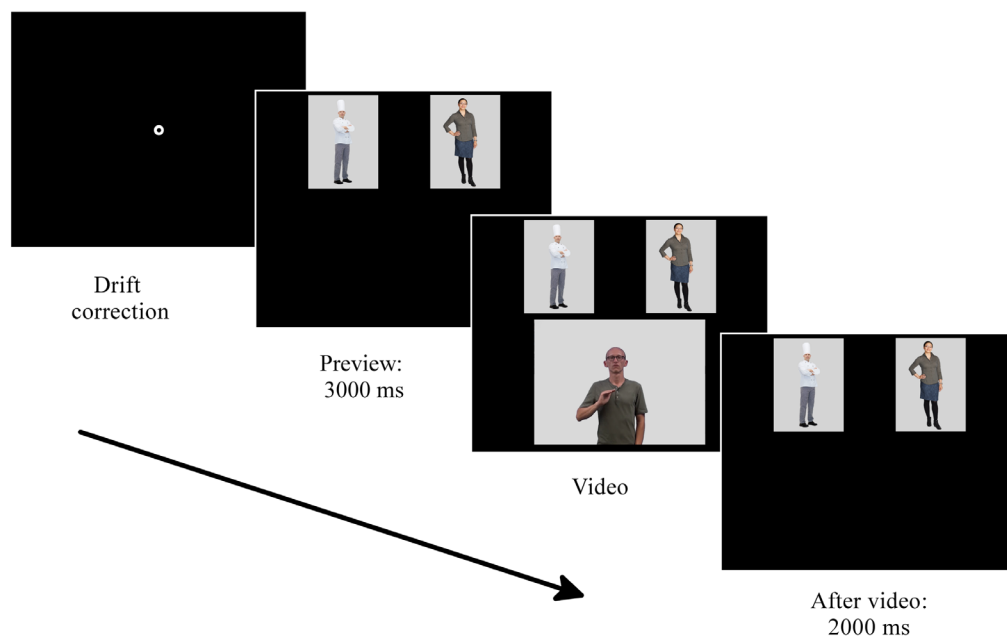 Drift
correction
Preview:
3000 ms
Video
After video:
2000 ms